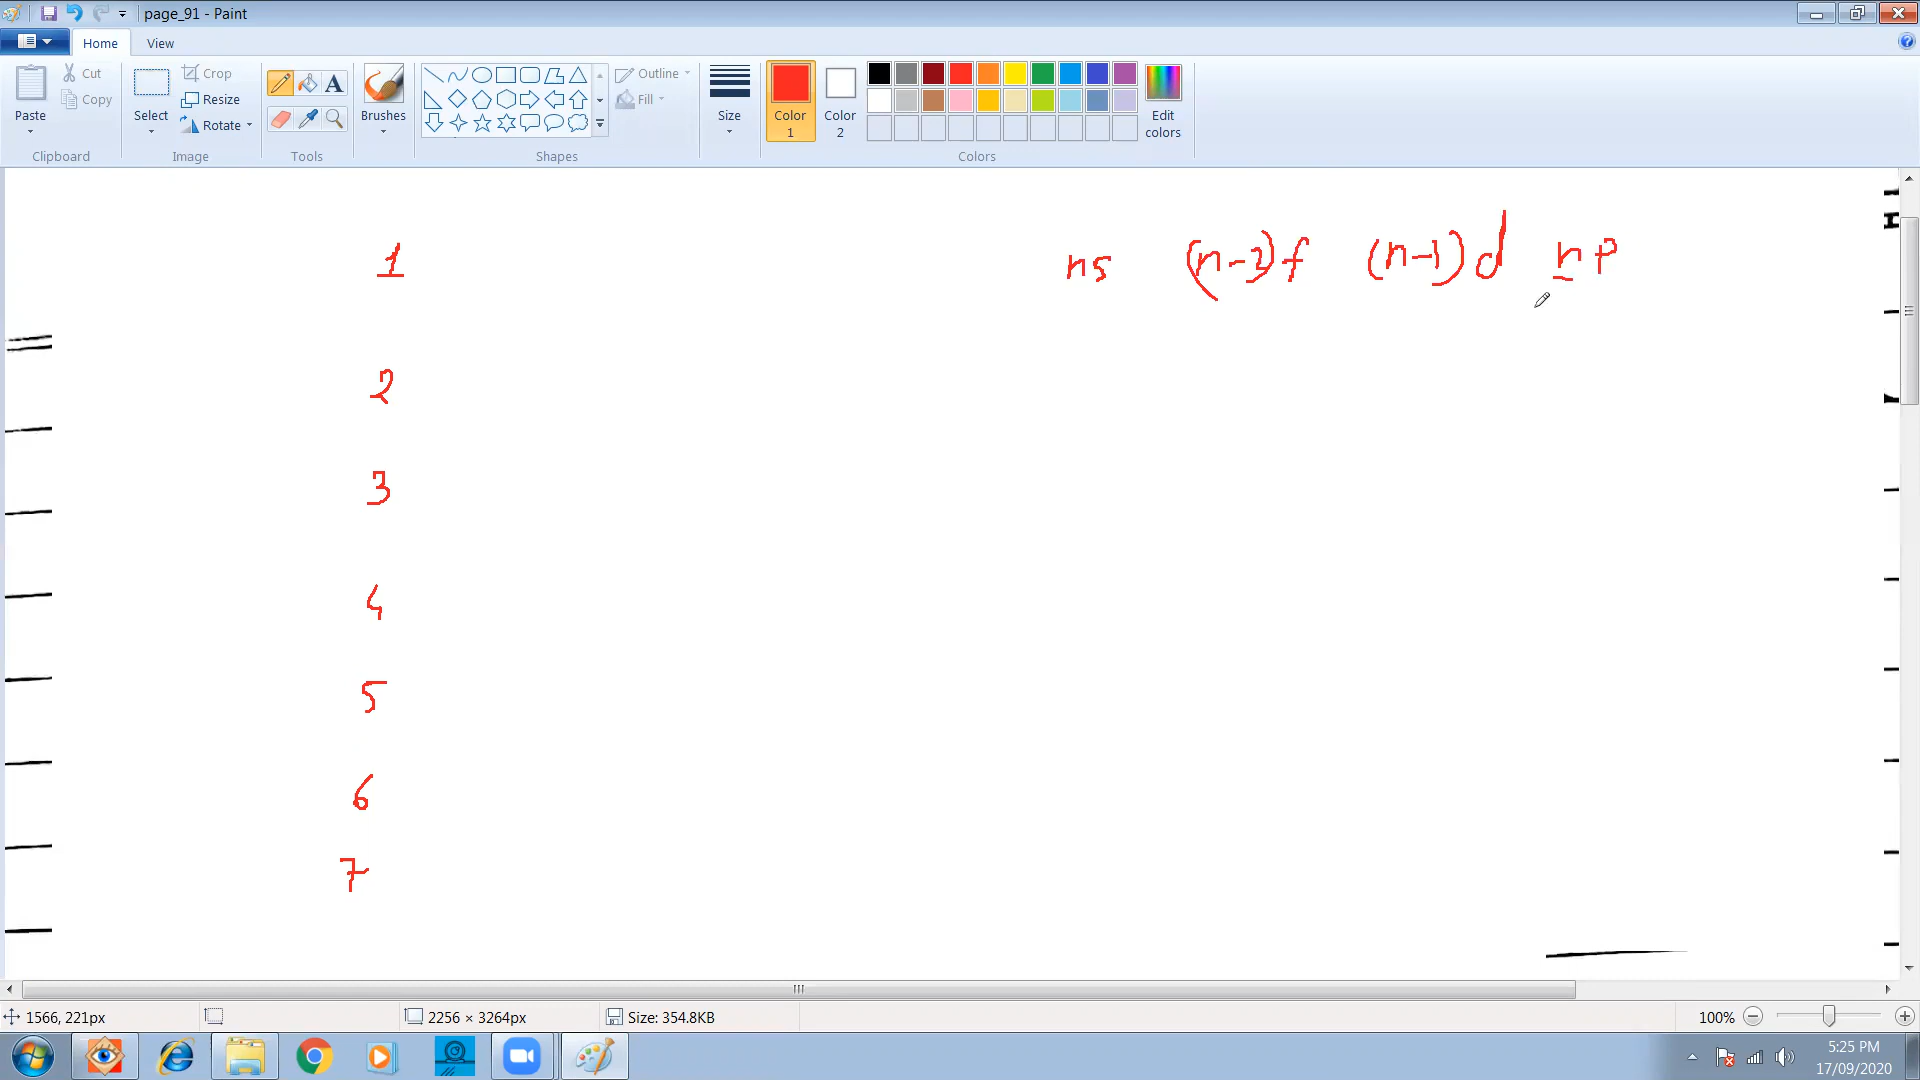 page_91 - Paint
Home View
Paste Cut Copy Clipboard
Select Crop Resize Rotate Image
Tools
Brushes
Shapes
Outline Fill
Size
Color 1 Color 2
Edit colors
Colors
1 ns (n-2)f (n-1)d np
2
3
4
5
6
7
1566, 221px 2256 × 3264px Size: 354.8KB 100%
5:25 PM
17/09/2020